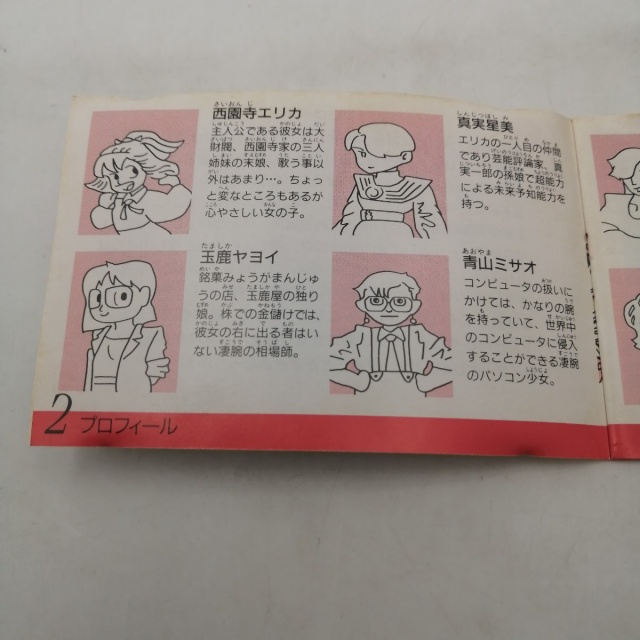 西園寺エリカ
主人公である彼女は大
財閥、西園寺家の三人
姉妹の末娘、歌う事以
外はあまり…。ちょっ
と変なところもあるが
心やさしい女の子。
真実星美
エリカの一人目の仲間
であり芸能評論家、真
実一郎の孫娘で超能力
による未来予知能力を
持つ。
玉鹿ヤヨイ
銘菓みょうがまんじゅ
うの店、玉鹿屋の独り
娘。株での金儲けでは、
彼女の右に出る者はい
ない凄腕の相場師。
青山ミサオ
コンピュータの扱いに
かけては、かなりの腕
を持っていて、世界中
のコンピュータに侵入
することができる凄腕
のパソコン少女。
2 プロフィール